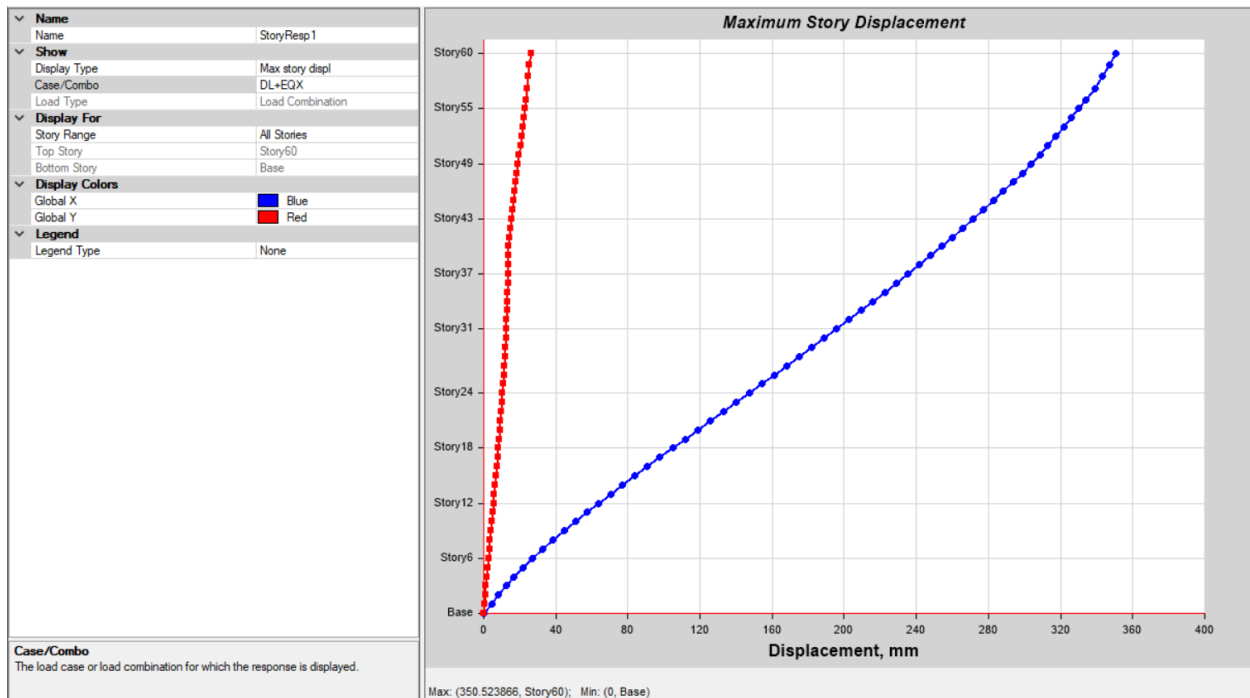 Name
Name StoryResp1
Show
Display Type Max story displ
Case/Combo DL+EQX
Load Type Load Combination
Display For
Story Range All Stories
Top Story Story60
Bottom Story Base
Display Colors
Global X Blue
Global Y Red
Legend
Legend Type None
Case/Combo
The load case or load combination for which the response is displayed.
Maximum Story Displacement
Story60
Story55
Story49
Story43
Story37
Story31
Story24
Story18
Story12
Story6
Base
0 40 80 120 160 200 240 280 320 360 400
Displacement, mm
Max: (350.523866, Story60); Min: (0, Base)